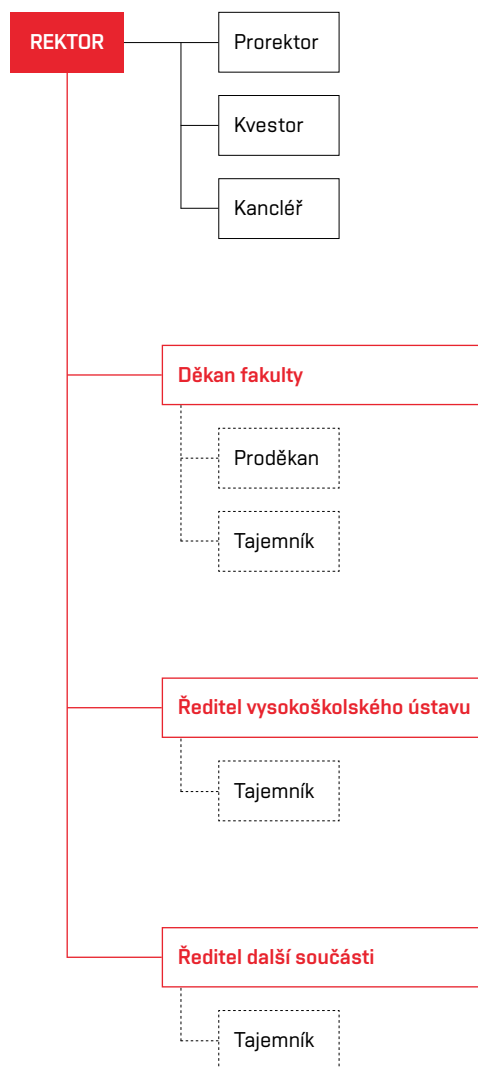 REKTOR
Prorektor
Kvestor
Kancléř
Děkan fakulty
Proděkan
Tajemník
Ředitel vysokoškolského ústavu
Tajemník
Ředitel další součásti
Tajemník